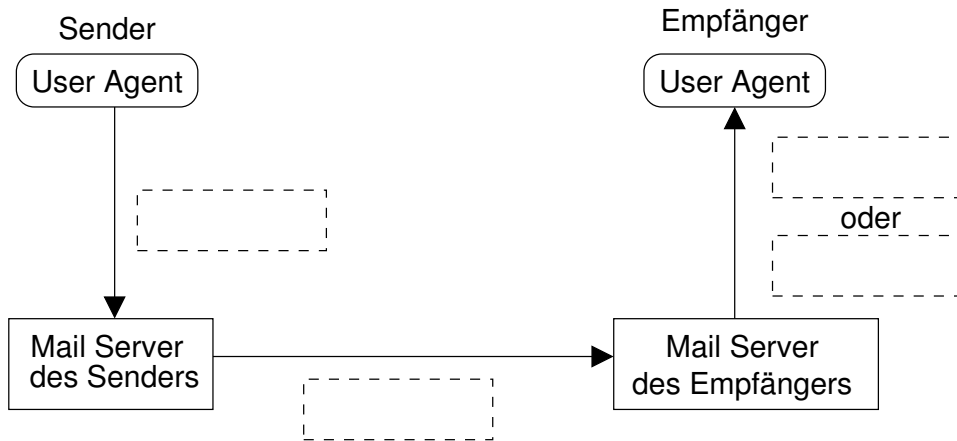 Sender
Empfänger
User Agent
User Agent
oder
Mail Server
des Senders
Mail Server
des Empfängers